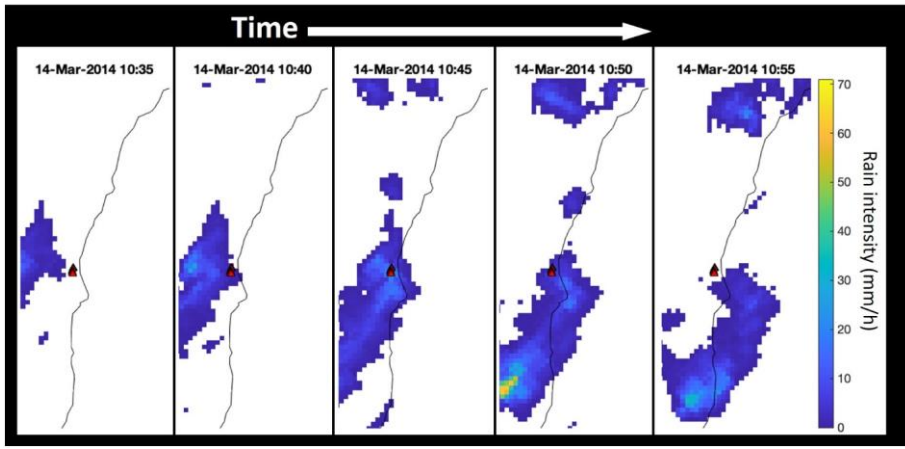 Time
14-Mar-2014 10:35
14-Mar-2014 10:40
14-Mar-2014 10:45
14-Mar-2014 10:50
14-Mar-2014 10:55
70
60
50
40
30
20
10
0
Rain intensity (mm/h)